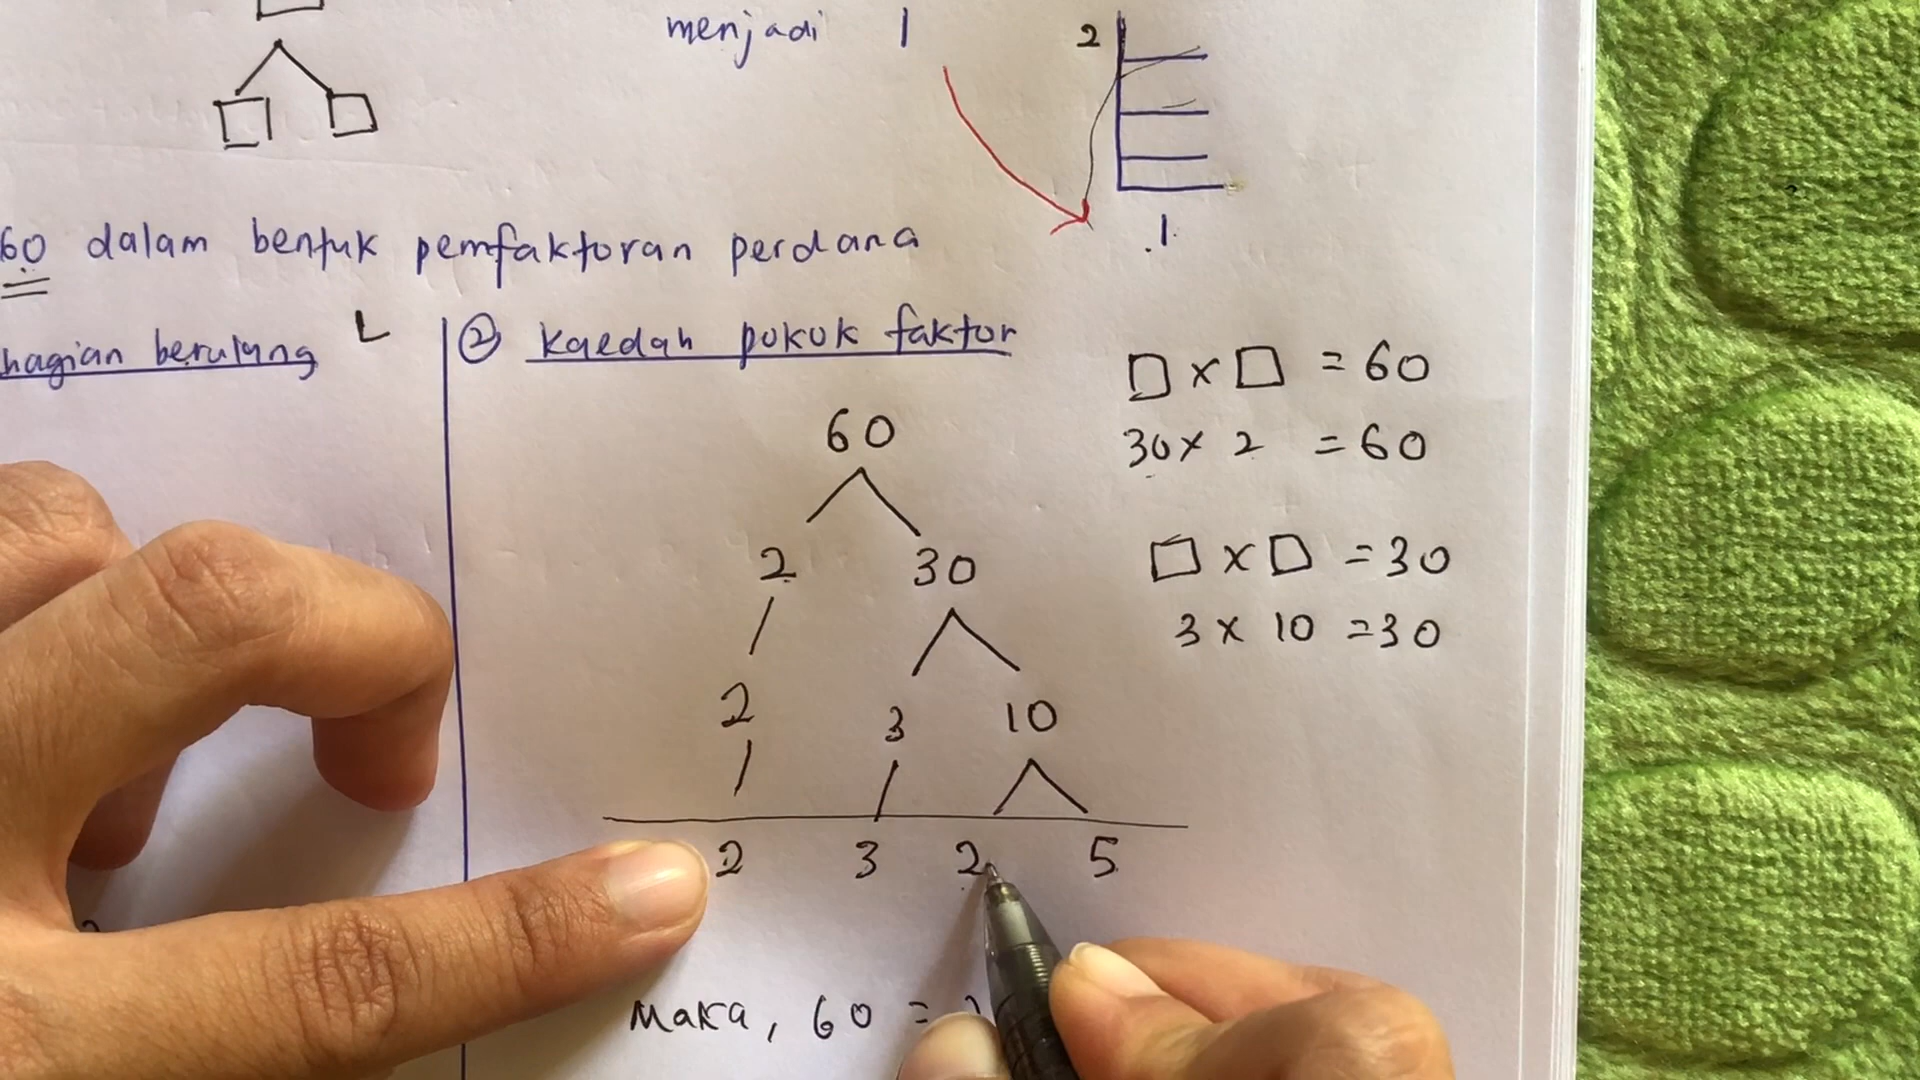 menjadi 1
2
1
60 dalam bentuk pemfaktoran perdana
hagian berulang
② Kaedah pokok faktor
□ x □ = 60
30 x 2 = 60
□ x □ = 30
3 x 10 = 30
60
2 30
2 3 10
2 3 2 5
Maka, 60 =